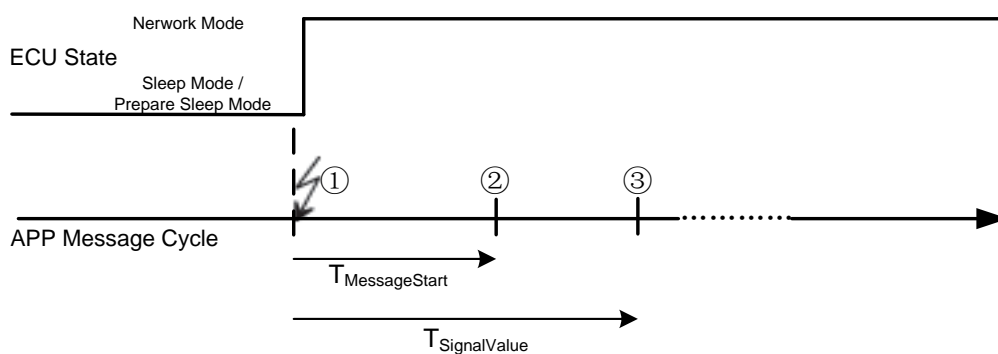 Nerwork Mode
ECU State
Sleep Mode /
Prepare Sleep Mode
① ② ③
APP Message Cycle
TMessageStart
TSignalValue